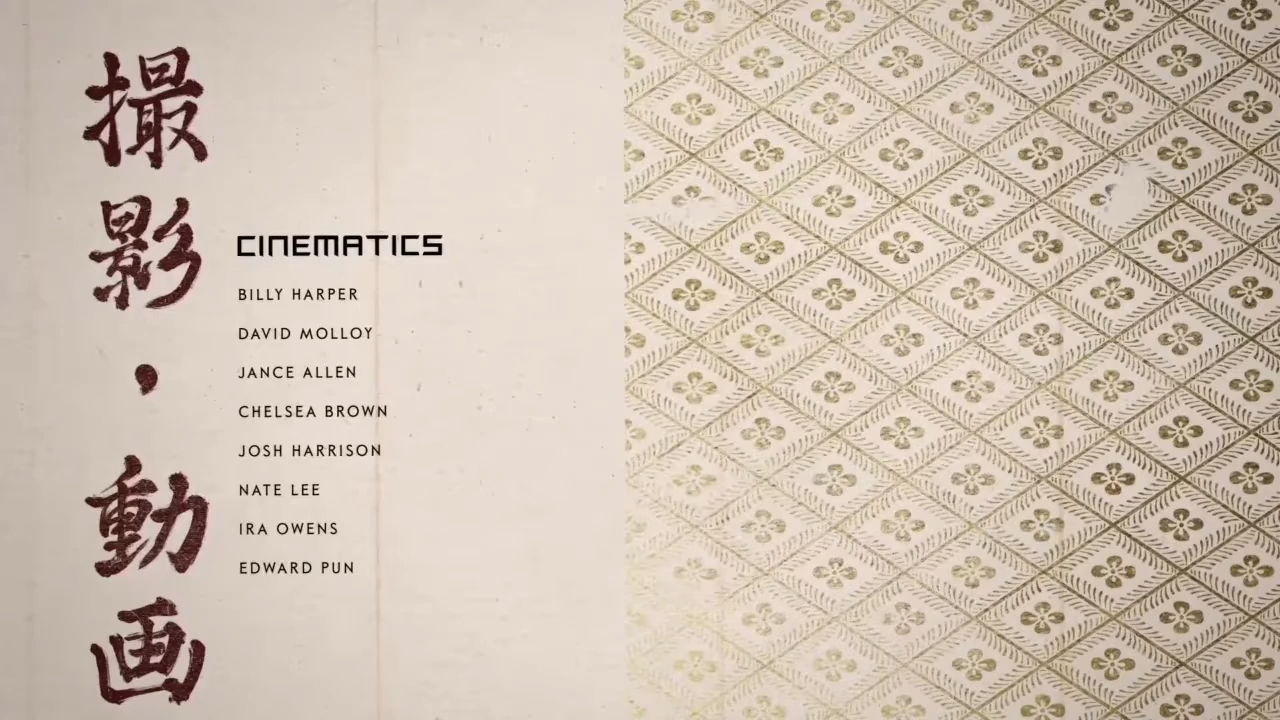 撮影・動画
CINEMATICS
BILLY HARPER
DAVID MOLLOY
JANCE ALLEN
CHELSEA BROWN
JOSH HARRISON
NATE LEE
IRA OWENS
EDWARD PUN